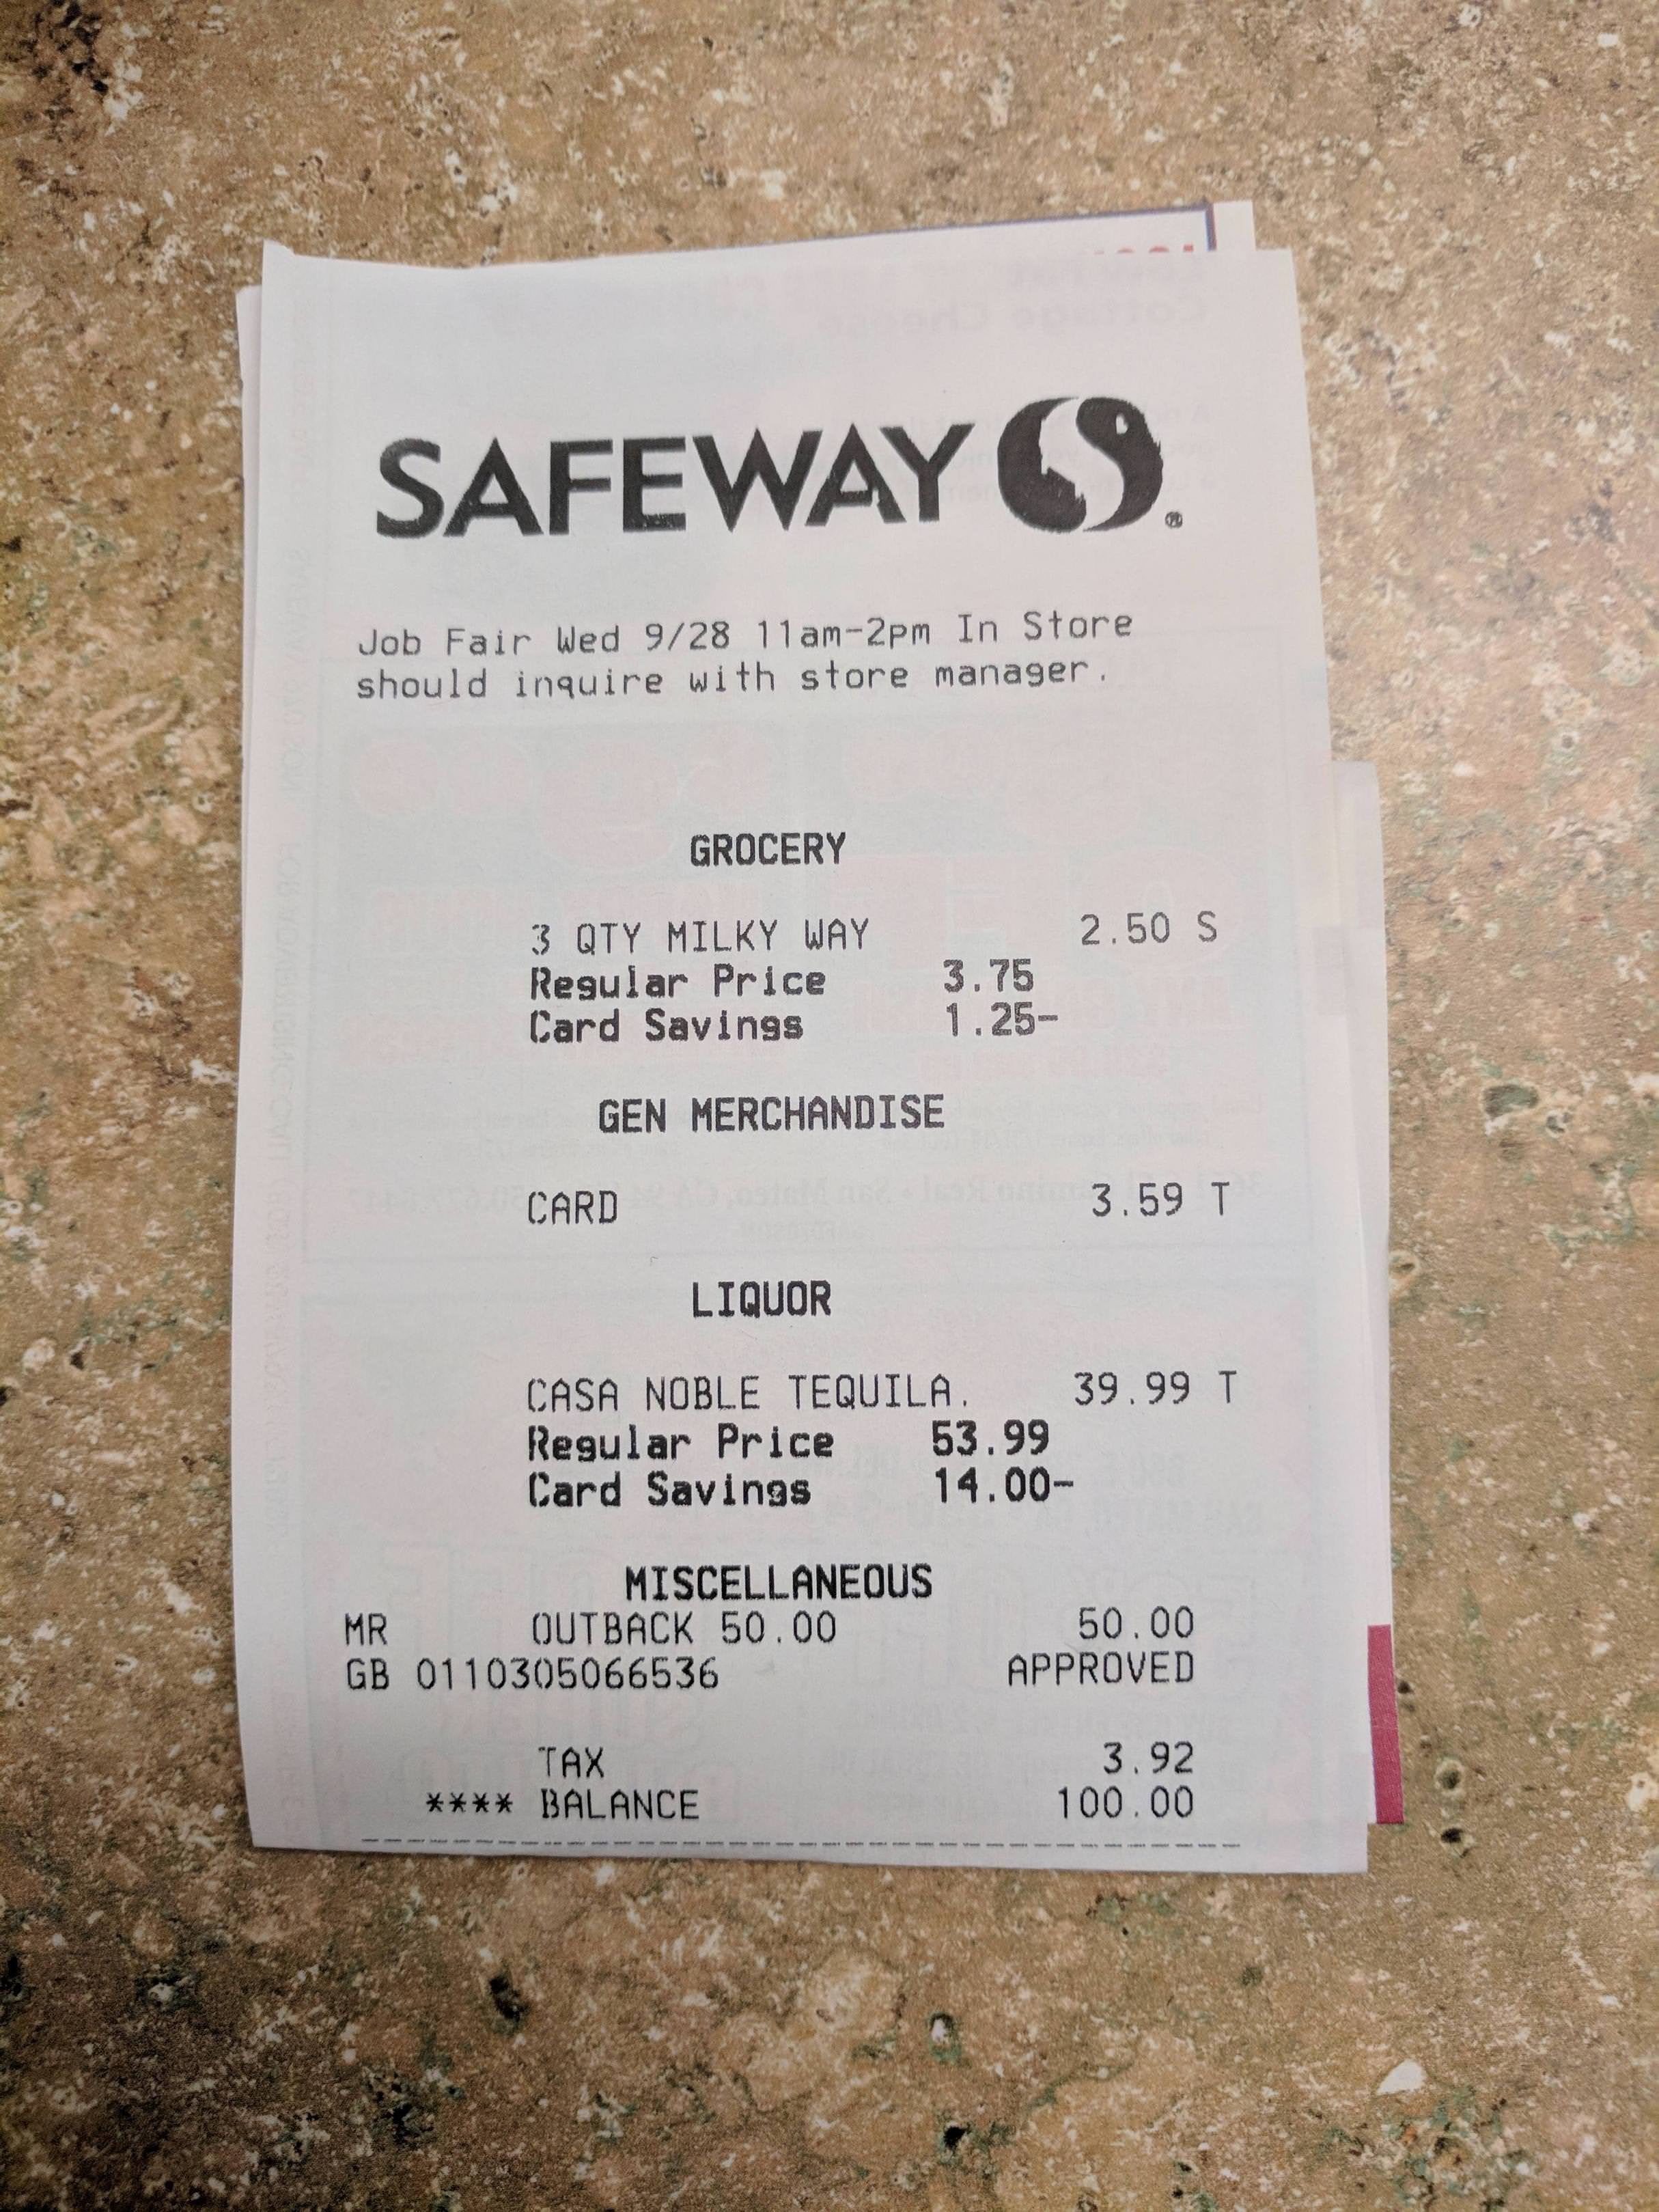 SAFEWAY ®
Job Fair Wed 9/28 11am-2pm In Store
should inquire with store manager.
GROCERY
3 QTY MILKY WAY 2.50 S
Regular Price 3.75
Card Savings 1.25-
GEN MERCHANDISE
CARD 3.59 T
LIQUOR
CASA NOBLE TEQUILA. 39.99 T
Regular Price 53.99
Card Savings 14.00-
MISCELLANEOUS
MR OUTBACK 50.00 50.00
GB 0110305066536 APPROVED
TAX 3.92
**** BALANCE 100.00